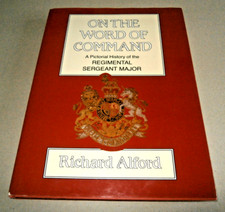 ON THE
WORD OF
COMMAND
A Pictorial History of the
REGIMENTAL
SERGEANT MAJOR
Richard Alford